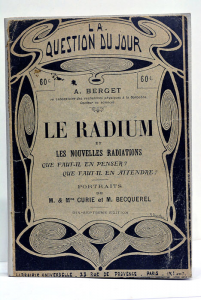 LA
QUESTION DU JOUR
60c
60c
A. BERGET
LE RADIUM
ET
LES NOUVELLES RADIATIONS
QUE FAUT-IL EN PENSER?
QUE FAUT-IL EN ATTENDRE?
PORTRAITS
DE
M. & Mme CURIE ET M. BECQUEREL
LIBRAIRIE UNIVERSELLE, 33 RUE DE PROVENCE, PARIS